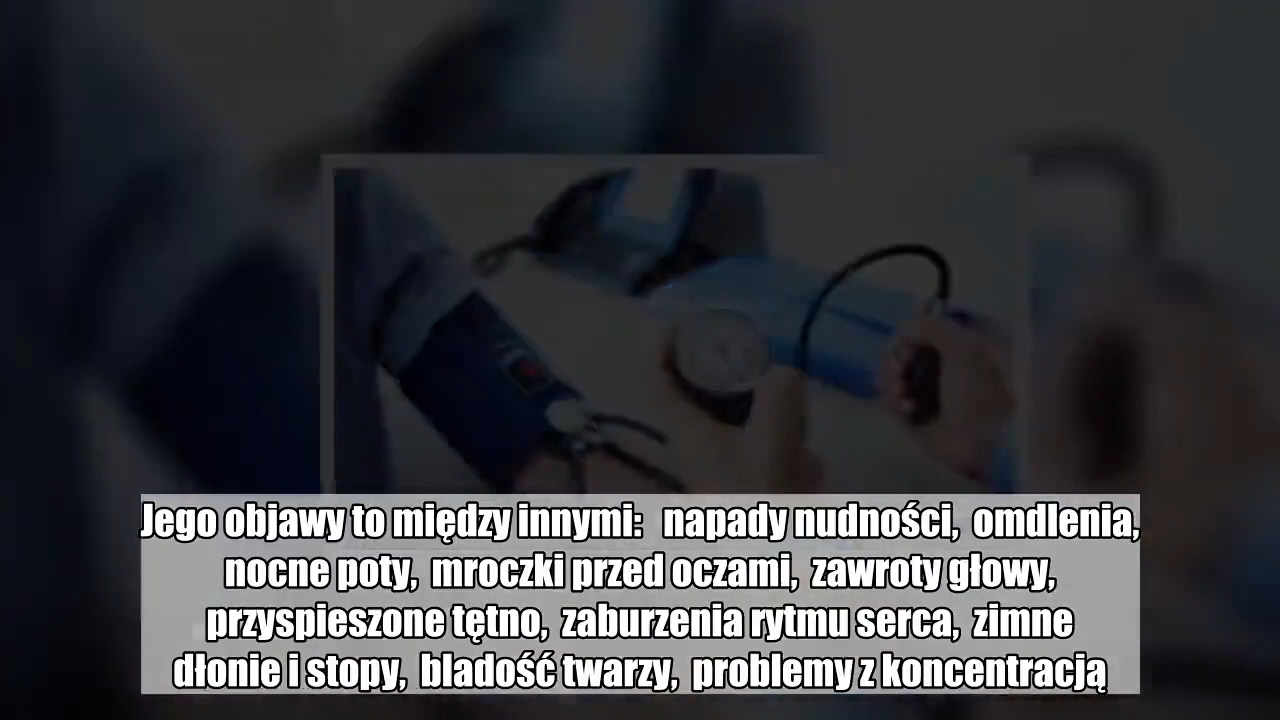 Jego objawy to między innymi: napady nudności, omdlenia,
nocne poty, mroczki przed oczami, zawroty głowy,
przyspieszone tętno, zaburzenia rytmu serca, zimne
dłonie i stopy, bladość twarzy, problemy z koncentracją